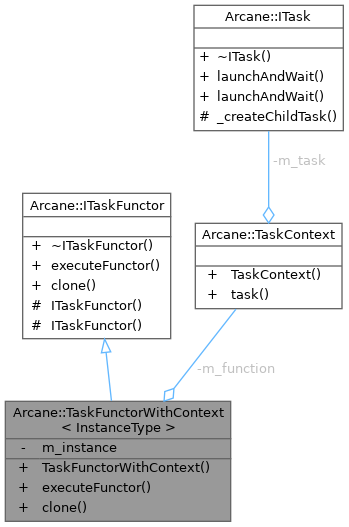 Arcane::ITask
+ ~ITask()
+ launchAndWait()
+ launchAndWait()
# _createChildTask()
-m_task
Arcane::ITaskFunctor
+ ~ITaskFunctor()
+ executeFunctor()
+ clone()
# ITaskFunctor()
# ITaskFunctor()
Arcane::TaskContext
+ TaskContext()
+ task()
-m_function
Arcane::TaskFunctorWithContext
< InstanceType >
- m_instance
+ TaskFunctorWithContext()
+ executeFunctor()
+ clone()